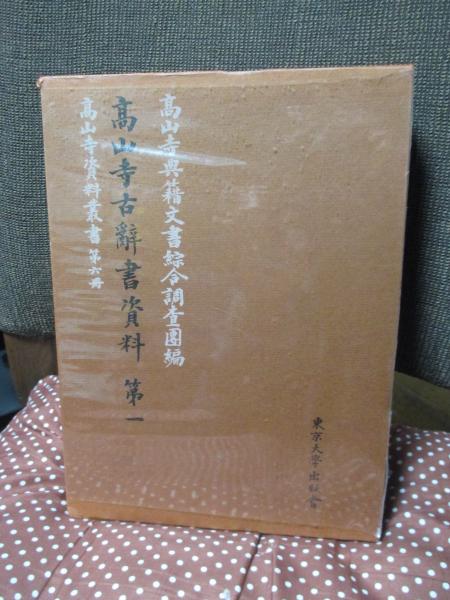 高山寺典籍文書綜合調査團編
高山寺古辭書資料 第一
高山寺資料叢書 第六冊
東京大学出版会